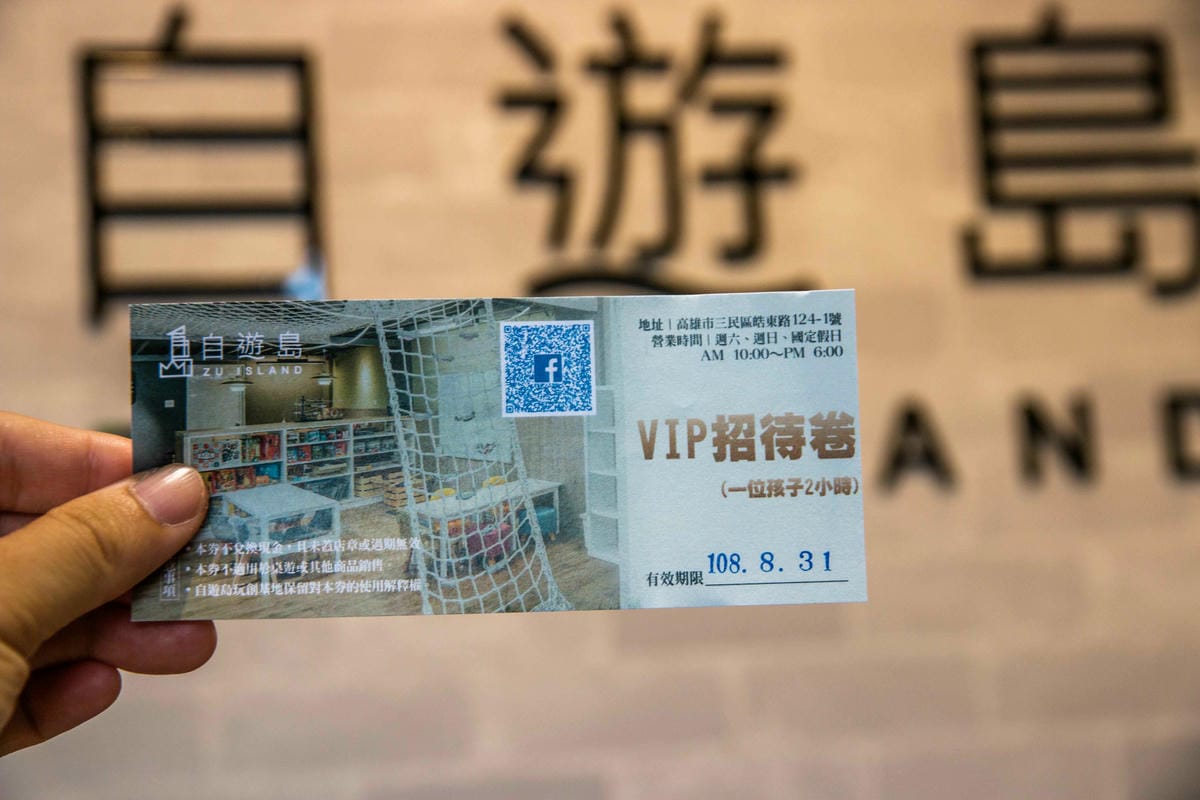 自遊島
AND
自遊島
ZU ISLAND
地址｜高雄市三民區皓東路124-1號
營業時間｜週六、週日、國定假日
AM 10:00～PM 6:00
VIP招待卷
(一位孩子2小時)
有效期限 108. 8. 31
事項
•本券不兌換現金，且未蓋店章或過期無效
•本券不適用於桌遊或其他商品銷售。
•自遊島玩創基地保留對本券的使用解釋權